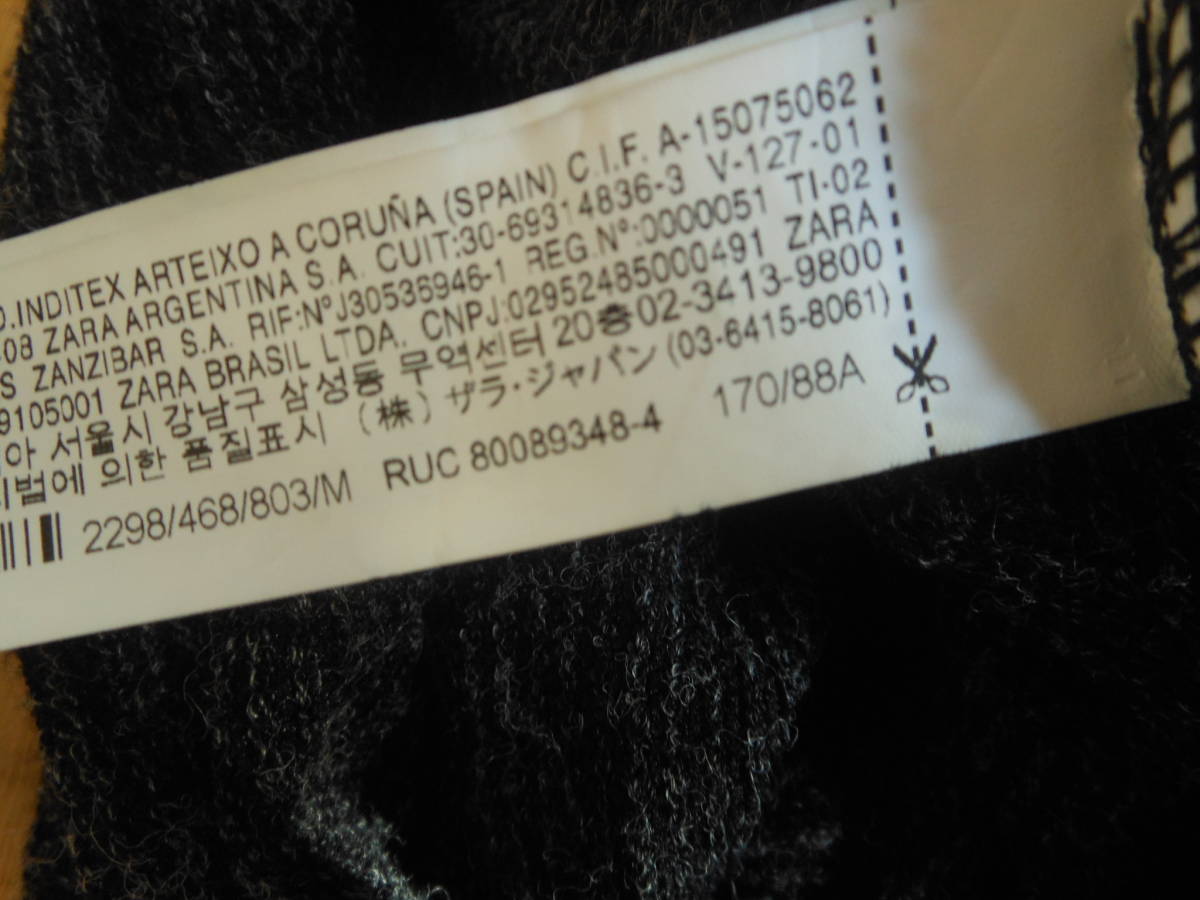 D.INDITEX ARTEIXO A CORUÑA (SPAIN) C.I.F. A-15075062
08 ZARA ARGENTINA S.A. CUIT:30-69314836-3 V-127-01
S ZANZIBAR S.A. RIF:NºJ30536946-1 REG.Nº:0000051 TI-02
9105001 ZARA BRASIL LTDA. CNPJ:02952485000491 ZARA
아 서울시 강남구 삼성동 무역센터 20층02-3413-9800
법에 의한 품질표시 (株) ザラ・ジャパン (03-6415-8061)
2298/468/803/M RUC 80089348-4 170/88A